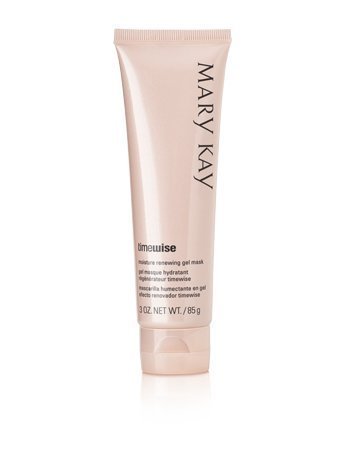 MARY KAY
timewise
moisture renewing gel mask
gel masque hydratant
régénérateur timewise
mascarilla humectante en gel
efecto renovador timewise
3 OZ. NET WT. / 85 g